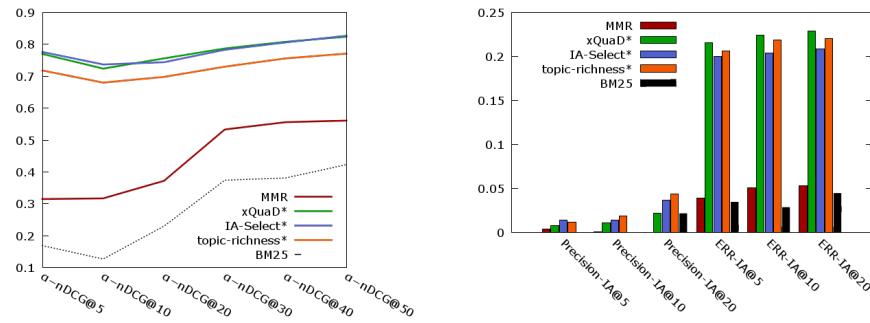 0.9
0.8
0.7
0.6
0.5
0.4
0.3
0.2
0.1
MMR
xQuaD*
IA-Select*
topic-richness*
BM25
α−nDCG@5
α−nDCG@10
α−nDCG@20
α−nDCG@30
α−nDCG@40
α−nDCG@50
0.25
0.2
0.15
0.1
0.05
0
MMR
xQuaD*
IA-Select*
topic-richness*
BM25
Precision-IA@5
Precision-IA@10
Precision-IA@20
ERR-IA@5
ERR-IA@10
ERR-IA@20